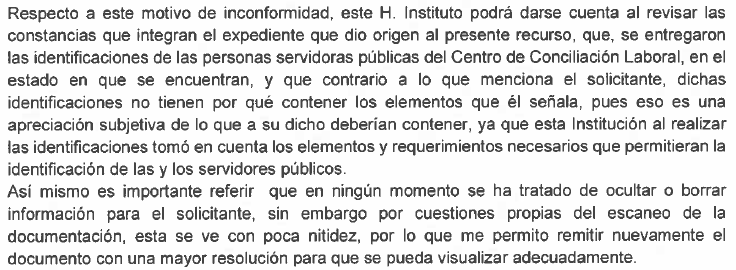 Respecto a este motivo de inconformidad, este H. Instituto podrá darse cuenta al revisar las
constancias que integran el expediente que dio origen al presente recurso, que, se entregaron
las identificaciones de las personas servidoras públicas del Centro de Conciliación Laboral, en el
estado en que se encuentran, y que contrario a lo que menciona el solicitante, dichas
identificaciones no tienen por qué contener los elementos que él señala, pues eso es una
apreciación subjetiva de lo que a su dicho deberían contener, ya que esta Institución al realizar
las identificaciones tomó en cuenta los elementos y requerimientos necesarios que permitieran la
identificación de las y los servidores públicos.
Así mismo es importante referir que en ningún momento se ha tratado de ocultar o borrar
información para el solicitante, sin embargo por cuestiones propias del escaneo de la
documentación, esta se ve con poca nitidez, por lo que me permito remitir nuevamente el
documento con una mayor resolución para que se pueda visualizar adecuadamente.